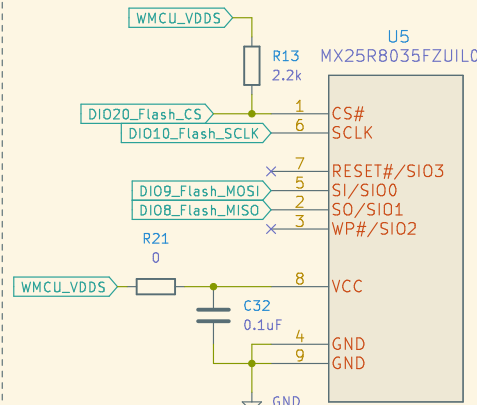 WMCU_VDDS
U5
MX25R8035FZUIL0
R13
2.2k
DIO20_Flash_CS
1
CS#
DIO10_Flash_SCLK
6
SCLK
7
RESET#/SIO3
DIO9_Flash_MOSI
5
SI/SIO0
DIO8_Flash_MISO
2
SO/SIO1
3
WP#/SIO2
R21
0
WMCU_VDDS
8
VCC
C32
0.1uF
4
GND
9
GND
GND